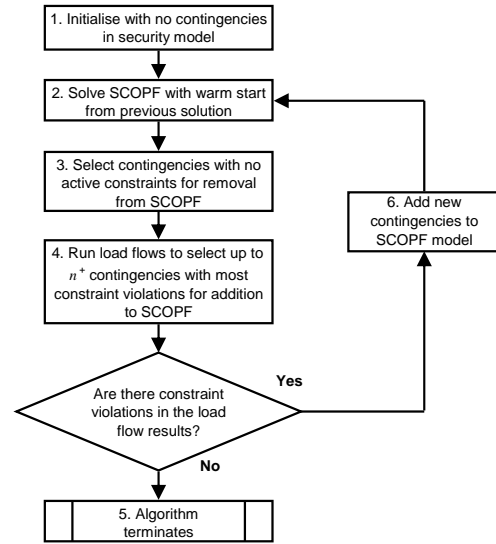 1. Initialise with no contingencies
in security model
2. Solve SCOPF with warm start
from previous solution
3. Select contingencies with no
active constraints for removal
from SCOPF
4. Run load flows to select up to
n⁺ contingencies with most
constraint violations for addition
to SCOPF
6. Add new
contingencies to
SCOPF model
Are there constraint
violations in the load
flow results?
Yes
No
5. Algorithm
terminates